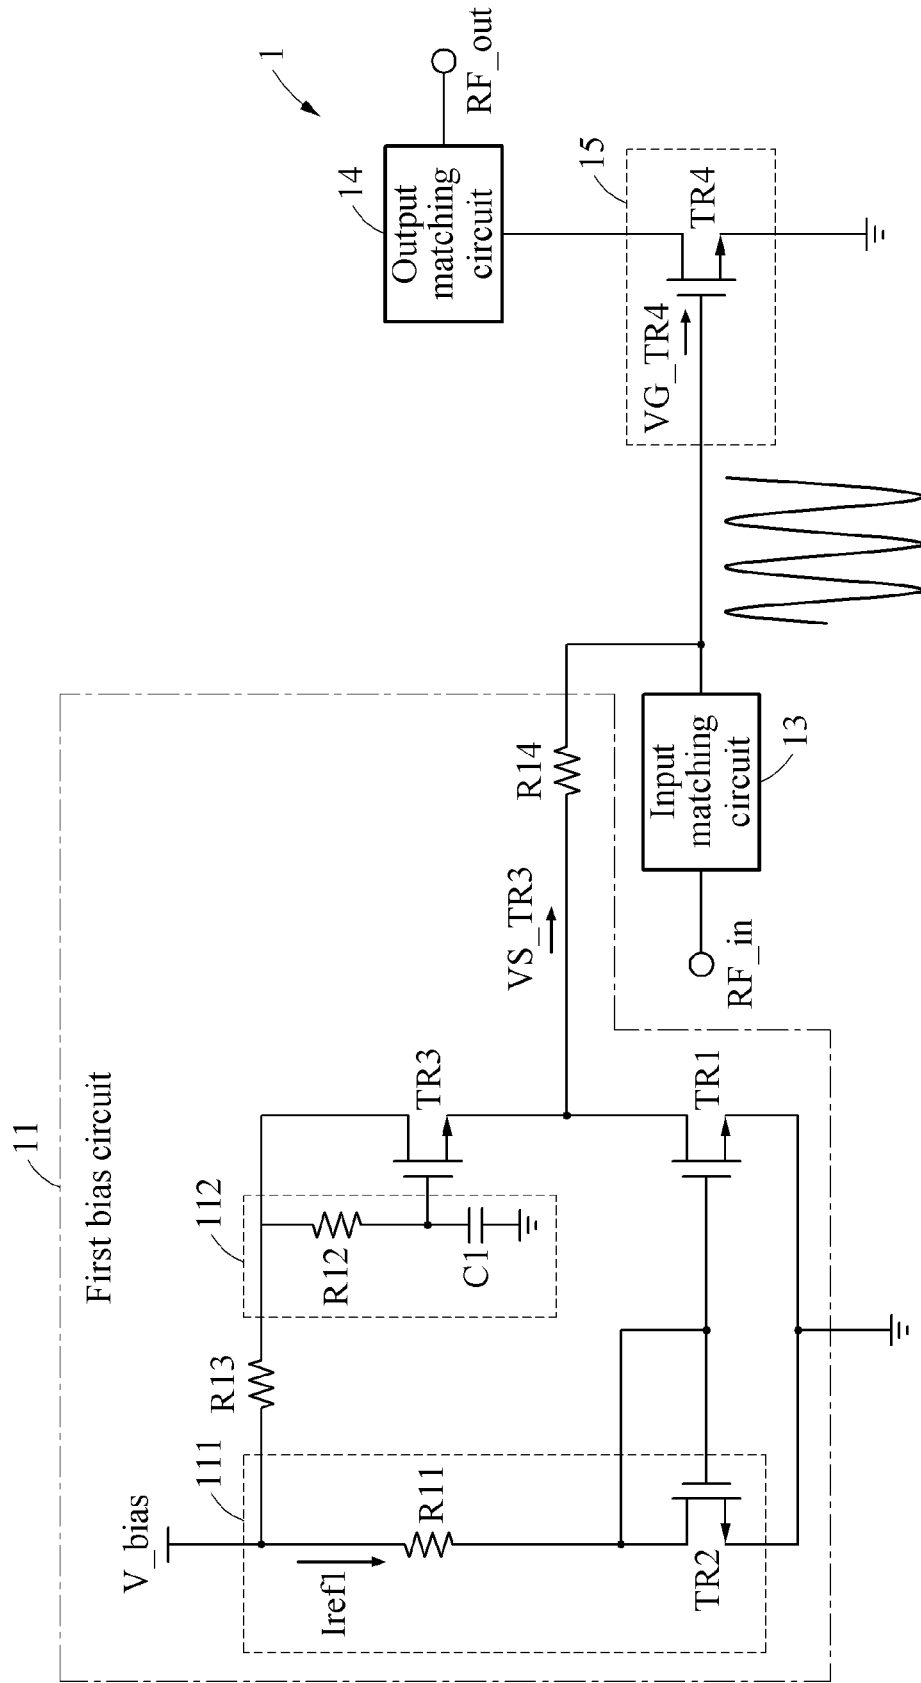 1
11
First bias circuit
V_bias
111
Iref1
R11
TR2
R13
112
R12
C1
TR3
TR1
VS_TR3
R14
RF_in
Input
matching
circuit
13
VG_TR4
15
TR4
14
Output
matching
circuit
RF_out